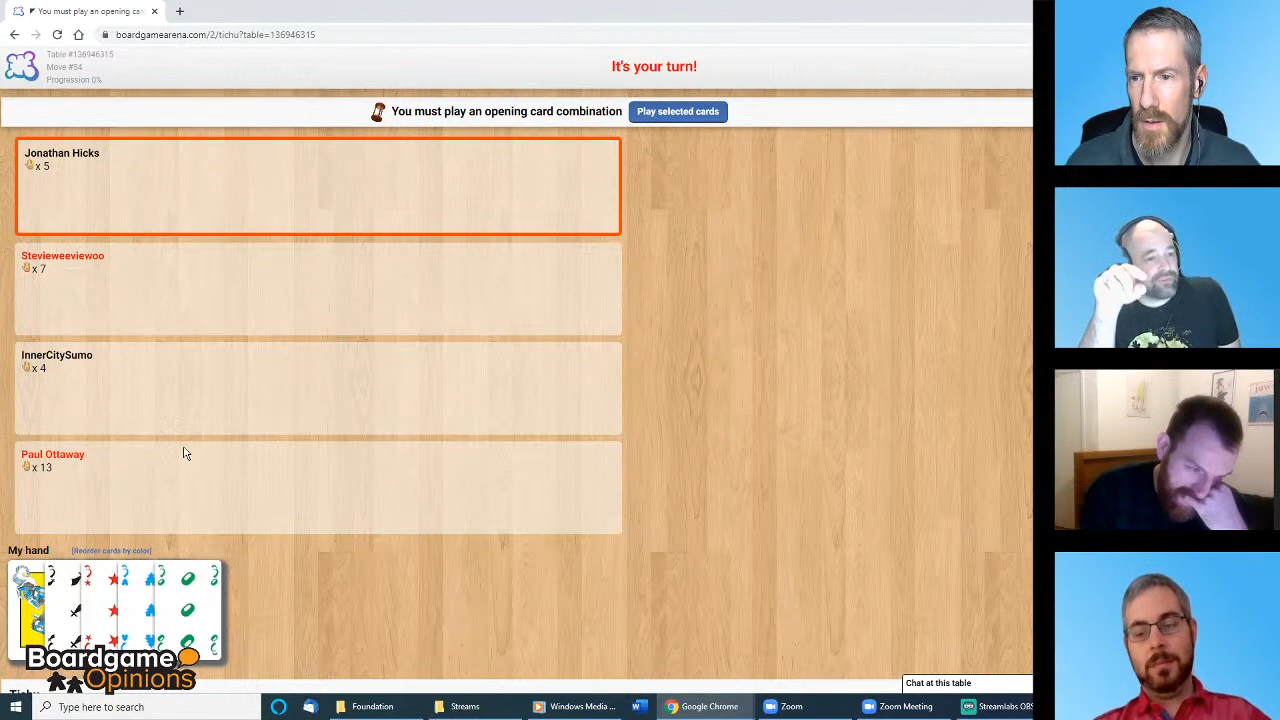 You must play an opening car
boardgamearena.com/2/tichu?table=136946315
Table #136946315
Move #54
Progression 0%
It's your turn!
You must play an opening card combination
Play selected cards
Jonathan Hicks
x 5
Stevieweeviewoo
x 7
InnerCitySumo
x 4
Paul Ottaway
x 13
My hand
[Reorder cards by color]
Boardgame
Opinions
Chat at this table
Type here to search
Foundation
Streams
Windows Media ...
Google Chrome
Zoom
Zoom Meeting
Streamlabs OBS
JAWS